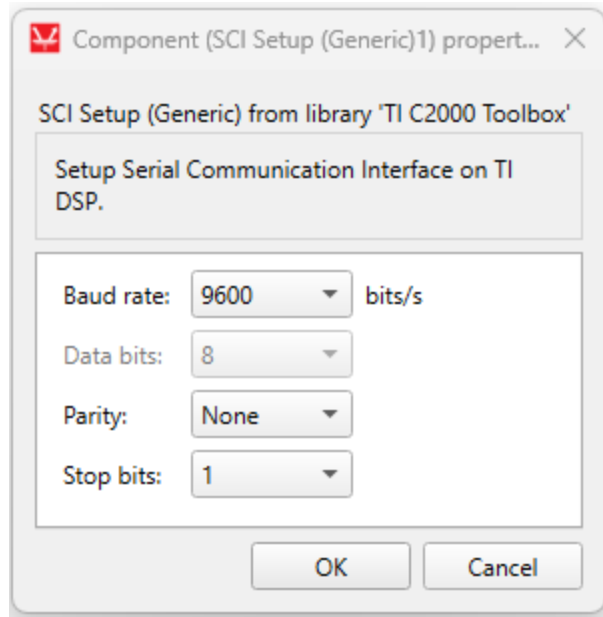 Component (SCI Setup (Generic)1) propert...
SCI Setup (Generic) from library 'TI C2000 Toolbox'
Setup Serial Communication Interface on TI
DSP.
Baud rate: 9600 bits/s
Data bits: 8
Parity: None
Stop bits: 1
OK Cancel